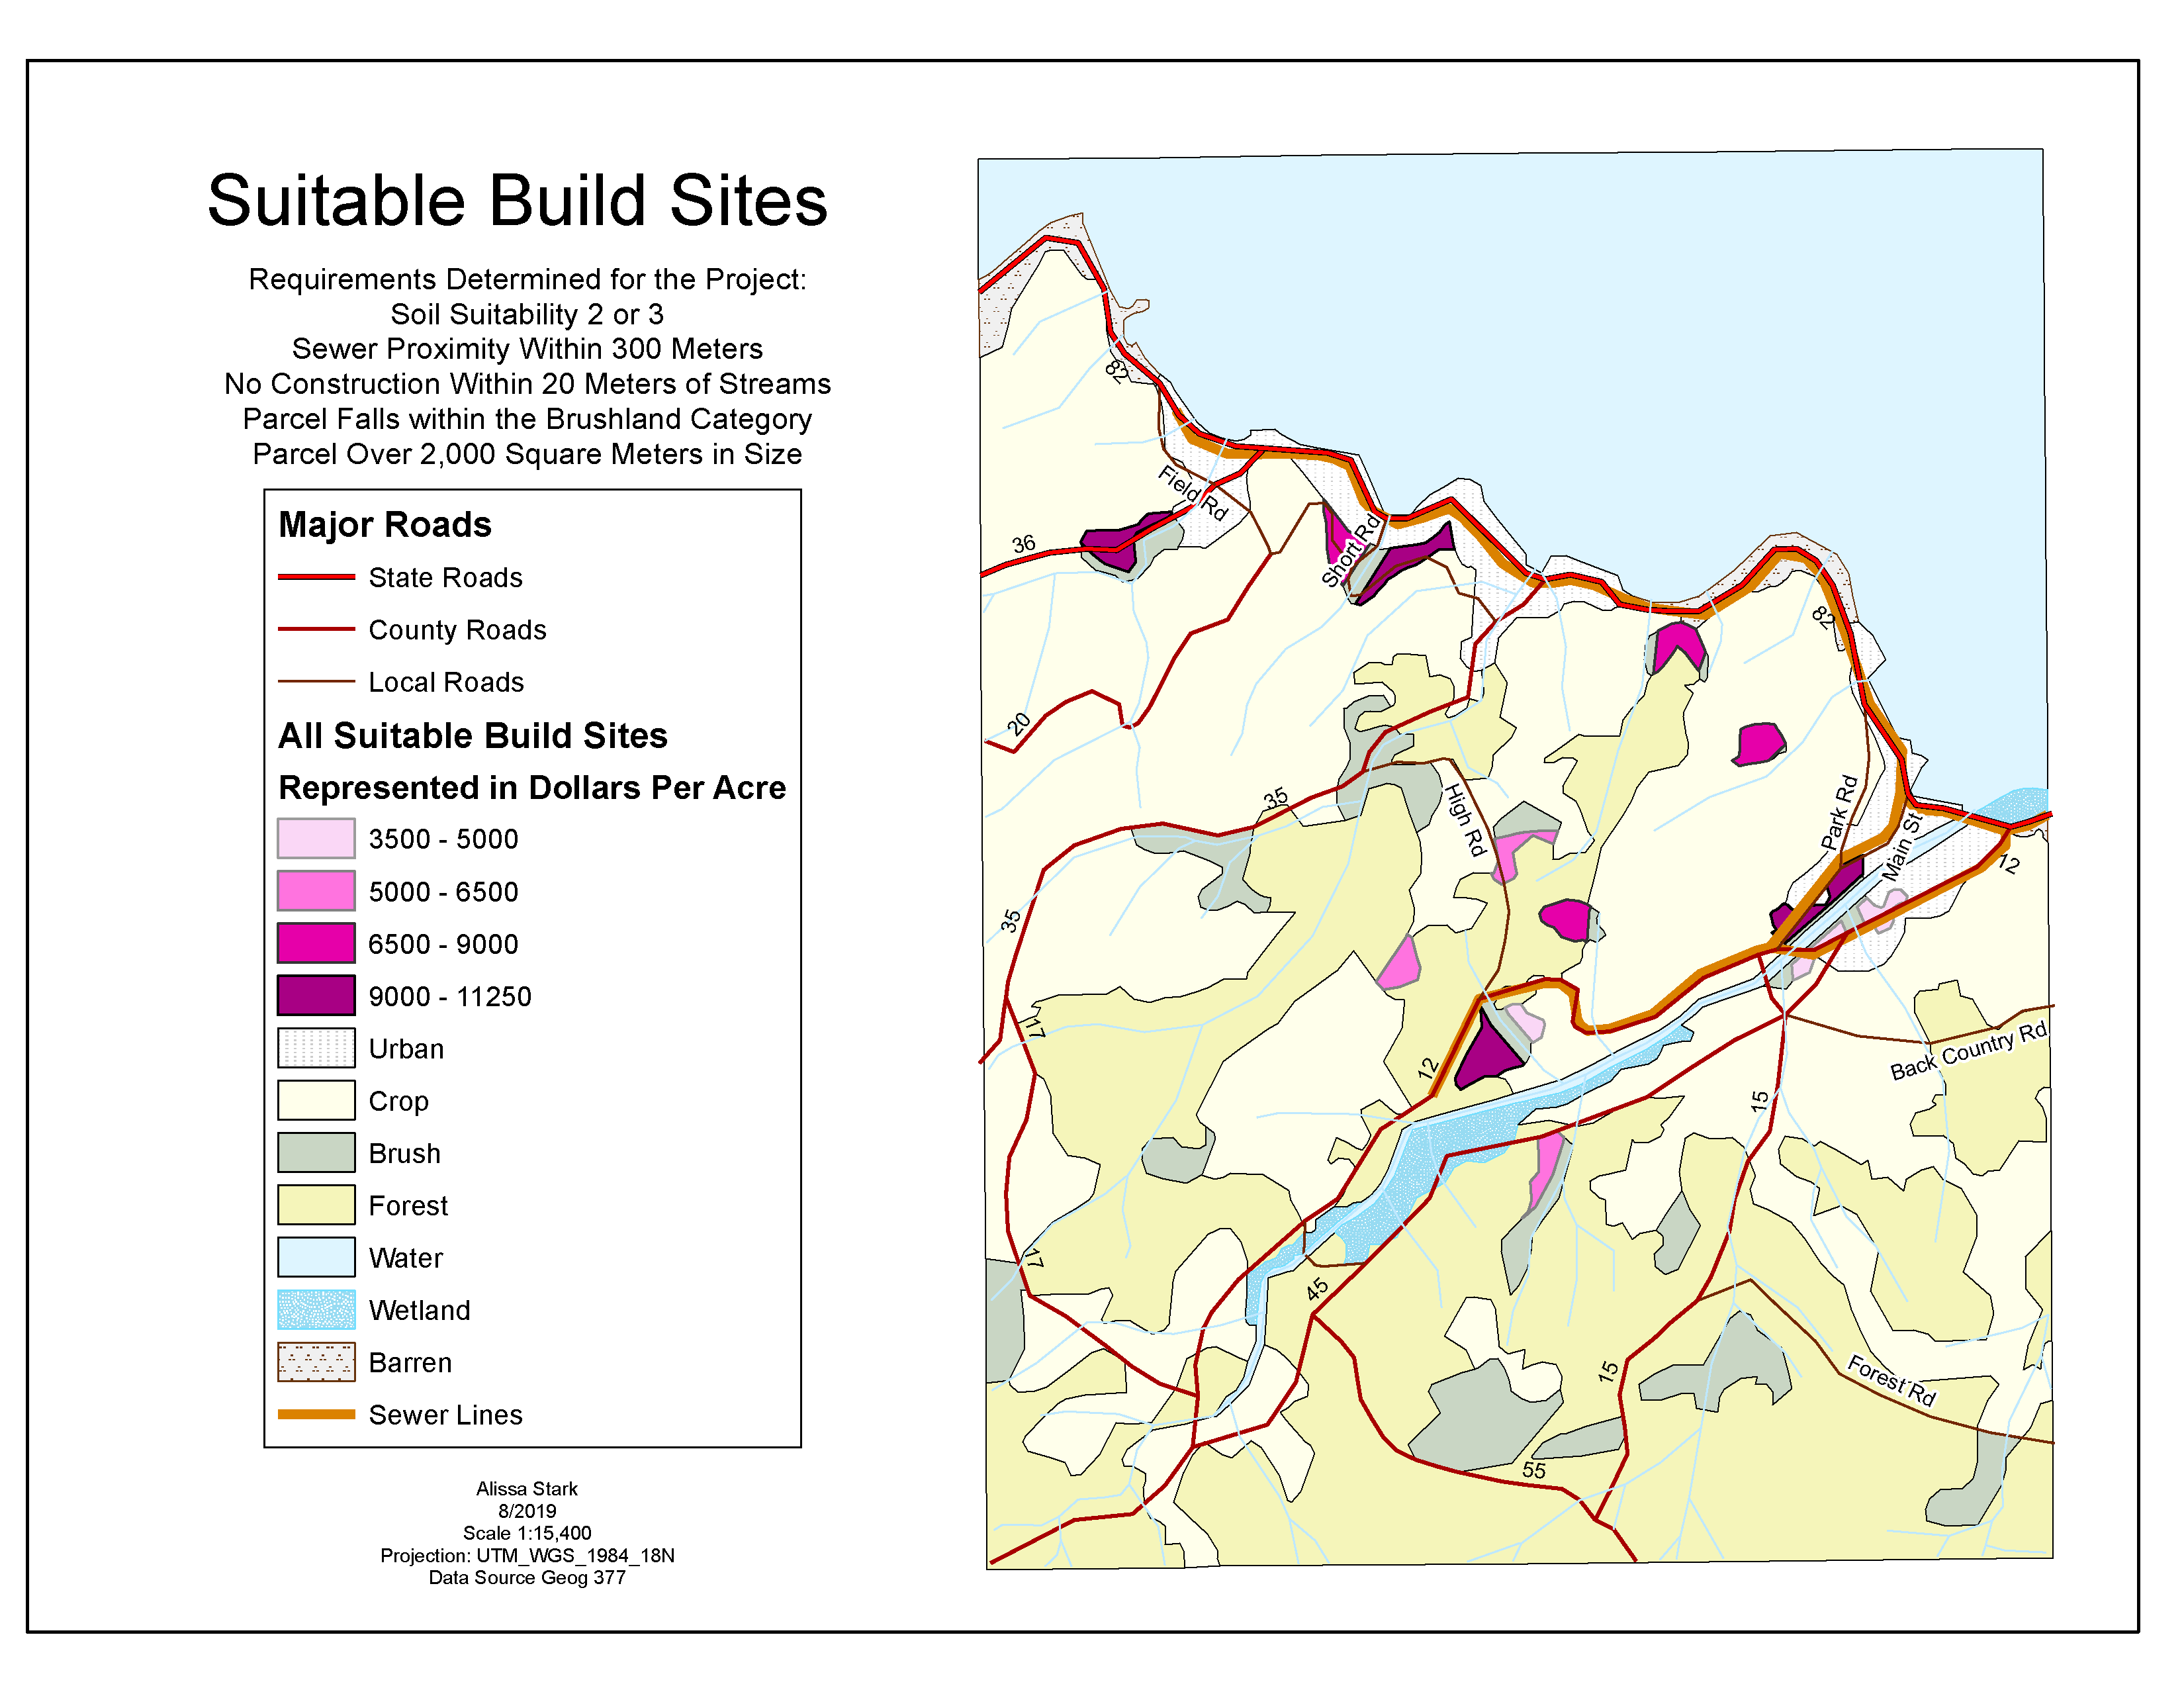 Suitable Build Sites
Requirements Determined for the Project:
Soil Suitability 2 or 3
Sewer Proximity Within 300 Meters
No Construction Within 20 Meters of Streams
Parcel Falls within the Brushland Category
Parcel Over 2,000 Square Meters in Size
Major Roads
State Roads
County Roads
Local Roads
All Suitable Build Sites
Represented in Dollars Per Acre
3500 - 5000
5000 - 6500
6500 - 9000
9000 - 11250
Urban
Crop
Brush
Forest
Water
Wetland
Barren
Sewer Lines
Alissa Stark
8/2019
Scale 1:15,400
Projection: UTM_WGS_1984_18N
Data Source Geog 377
82
Field Rd
36
Short Rd
82
20
35
High Rd
Park Rd
Main St
12
35
17
12
Back Country Rd
15
17
45
15
Forest Rd
55